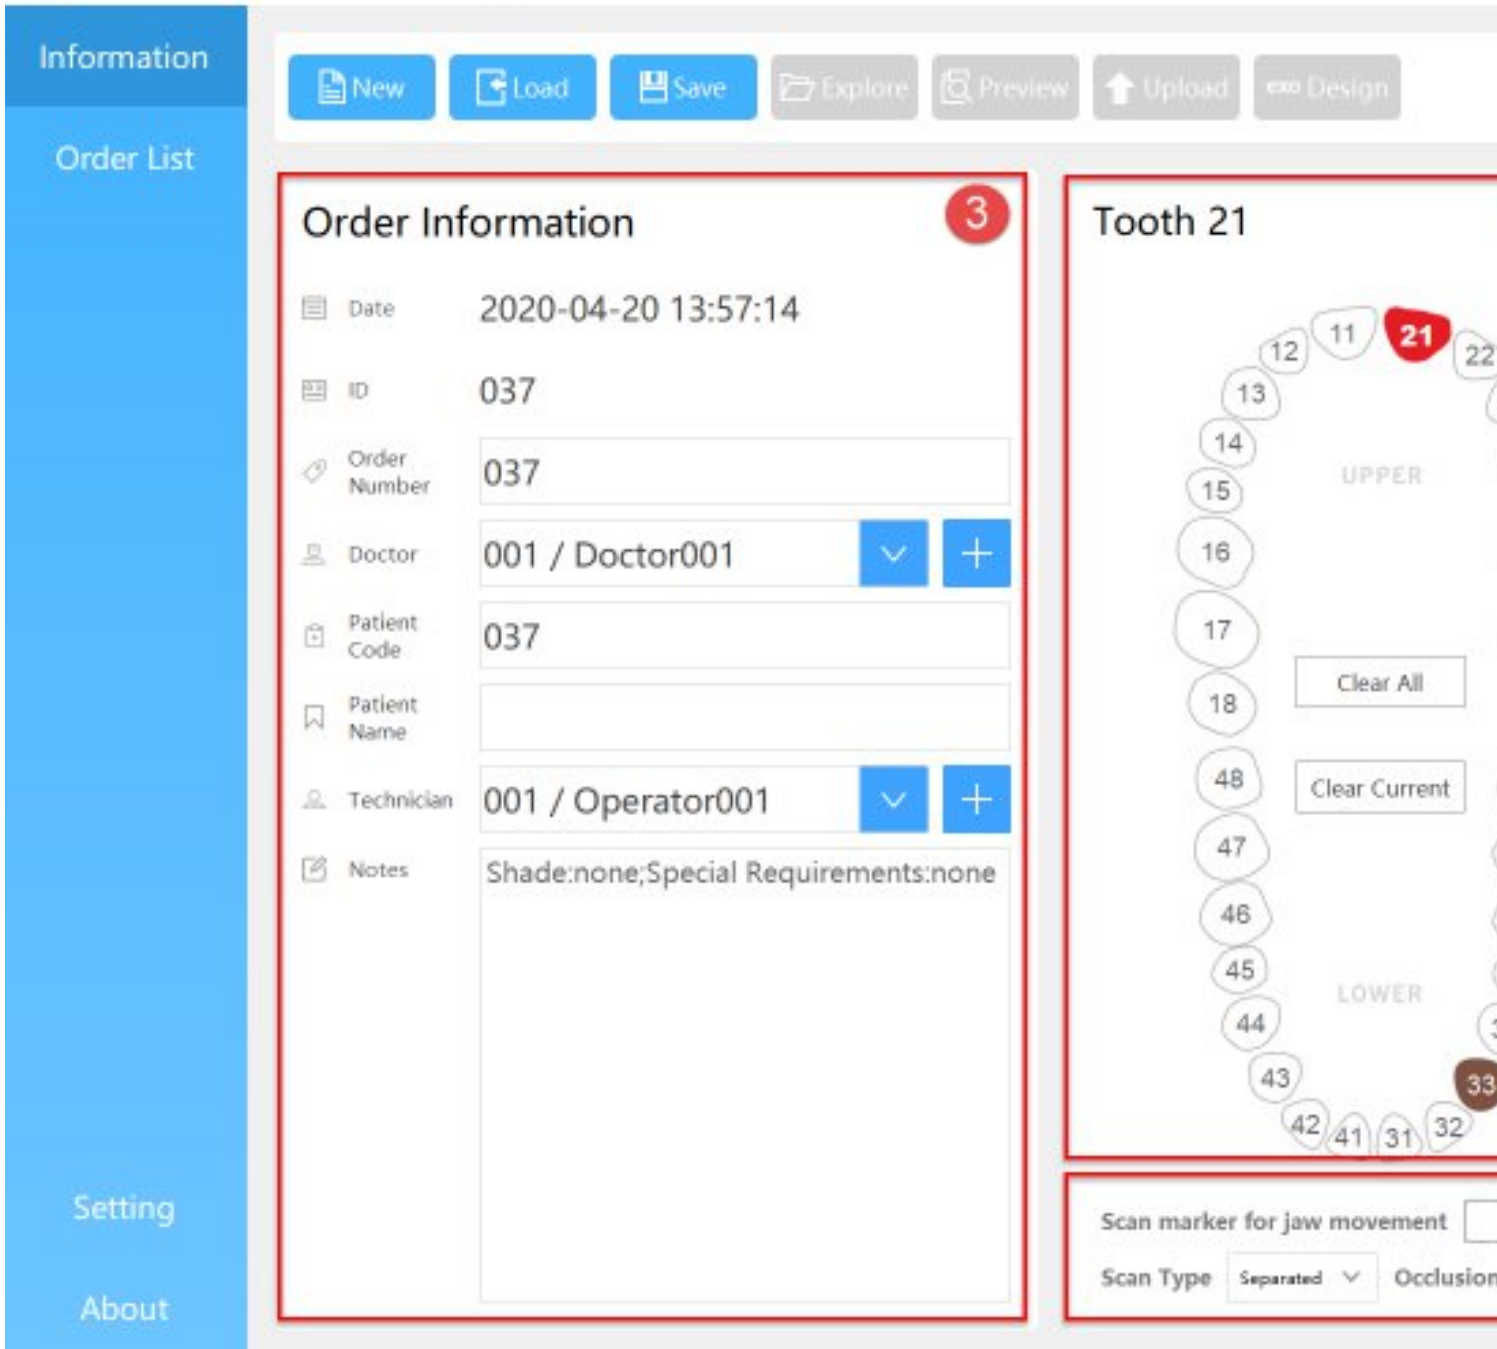 Information
Order List
Setting
About
New
Load
Save
Explore
Preview
Upload
exo Design
Order Information
3
Date
2020-04-20 13:57:14
ID
037
Order
Number
037
Doctor
001 / Doctor001
Patient
Code
037
Patient
Name
Technician
001 / Operator001
Notes
Shade:none;Special Requirements:none
Tooth 21
11
21
12
22
13
14
15
16
17
18
UPPER
Clear All
Clear Current
48
47
46
45
44
43
42
41
31
32
33
LOWER
Scan marker for jaw movement
Scan Type
Separated
Occlusion